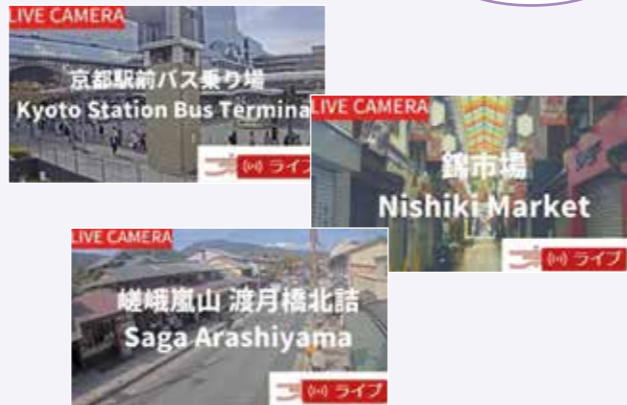 LIVE CAMERA
京都駅前バス乗り場
Kyoto Station Bus Termina
ライブ
LIVE CAMERA
錦市場
Nishiki Market
ライブ
LIVE CAMERA
嵯峨嵐山 渡月橋北詰
Saga Arashiyama
ライブ